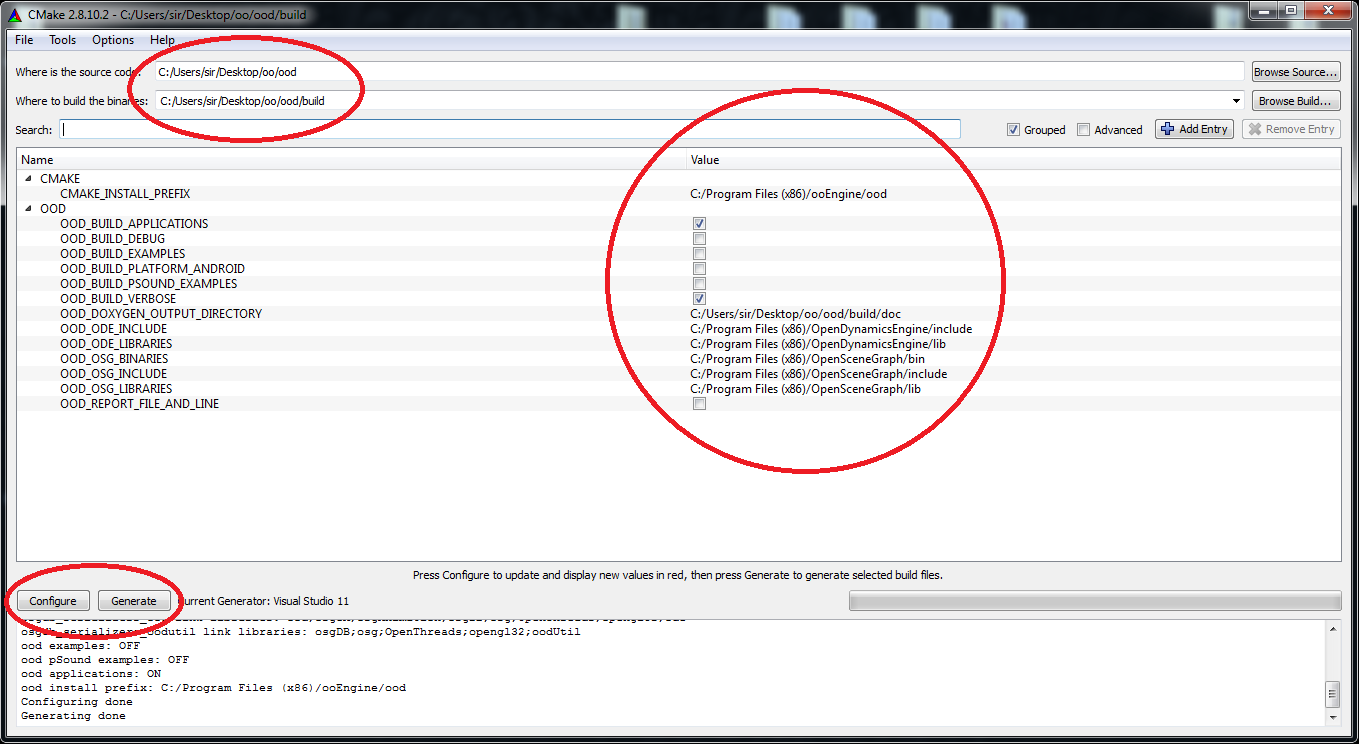 CMake 2.8.10.2 - C:/Users/sir/Desktop/oo/ood/build
File Tools Options Help
Where is the source code: C:/Users/sir/Desktop/oo/ood Browse Source...
Where to build the binaries: C:/Users/sir/Desktop/oo/ood/build Browse Build...
Search: Grouped Advanced Add Entry Remove Entry
Name Value
CMAKE
CMAKE_INSTALL_PREFIX C:/Program Files (x86)/ooEngine/ood
OOD
OOD_BUILD_APPLICATIONS
OOD_BUILD_DEBUG
OOD_BUILD_EXAMPLES
OOD_BUILD_PLATFORM_ANDROID
OOD_BUILD_PSOUND_EXAMPLES
OOD_BUILD_VERBOSE
OOD_DOXYGEN_OUTPUT_DIRECTORY C:/Users/sir/Desktop/oo/ood/build/doc
OOD_ODE_INCLUDE C:/Program Files (x86)/OpenDynamicsEngine/include
OOD_ODE_LIBRARIES C:/Program Files (x86)/OpenDynamicsEngine/lib
OOD_OSG_BINARIES C:/Program Files (x86)/OpenSceneGraph/bin
OOD_OSG_INCLUDE C:/Program Files (x86)/OpenSceneGraph/include
OOD_OSG_LIBRARIES C:/Program Files (x86)/OpenSceneGraph/lib
OOD_REPORT_FILE_AND_LINE
Press Configure to update and display new values in red, then press Generate to generate selected build files.
Configure Generate Current Generator: Visual Studio 11
link libraries: oodUtil
osgdb_serializers_oodutil link libraries: osgDB;osg;OpenThreads;opengl32;oodUtil
ood examples: OFF
ood pSound examples: OFF
ood applications: ON
ood install prefix: C:/Program Files (x86)/ooEngine/ood
Configuring done
Generating done